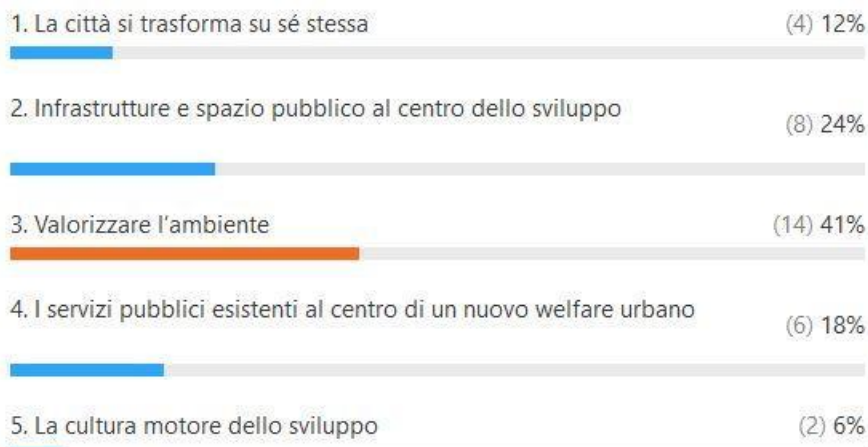 1. La città si trasforma su sé stessa (4) 12%
2. Infrastrutture e spazio pubblico al centro dello sviluppo (8) 24%
3. Valorizzare l'ambiente (14) 41%
4. I servizi pubblici esistenti al centro di un nuovo welfare urbano (6) 18%
5. La cultura motore dello sviluppo (2) 6%